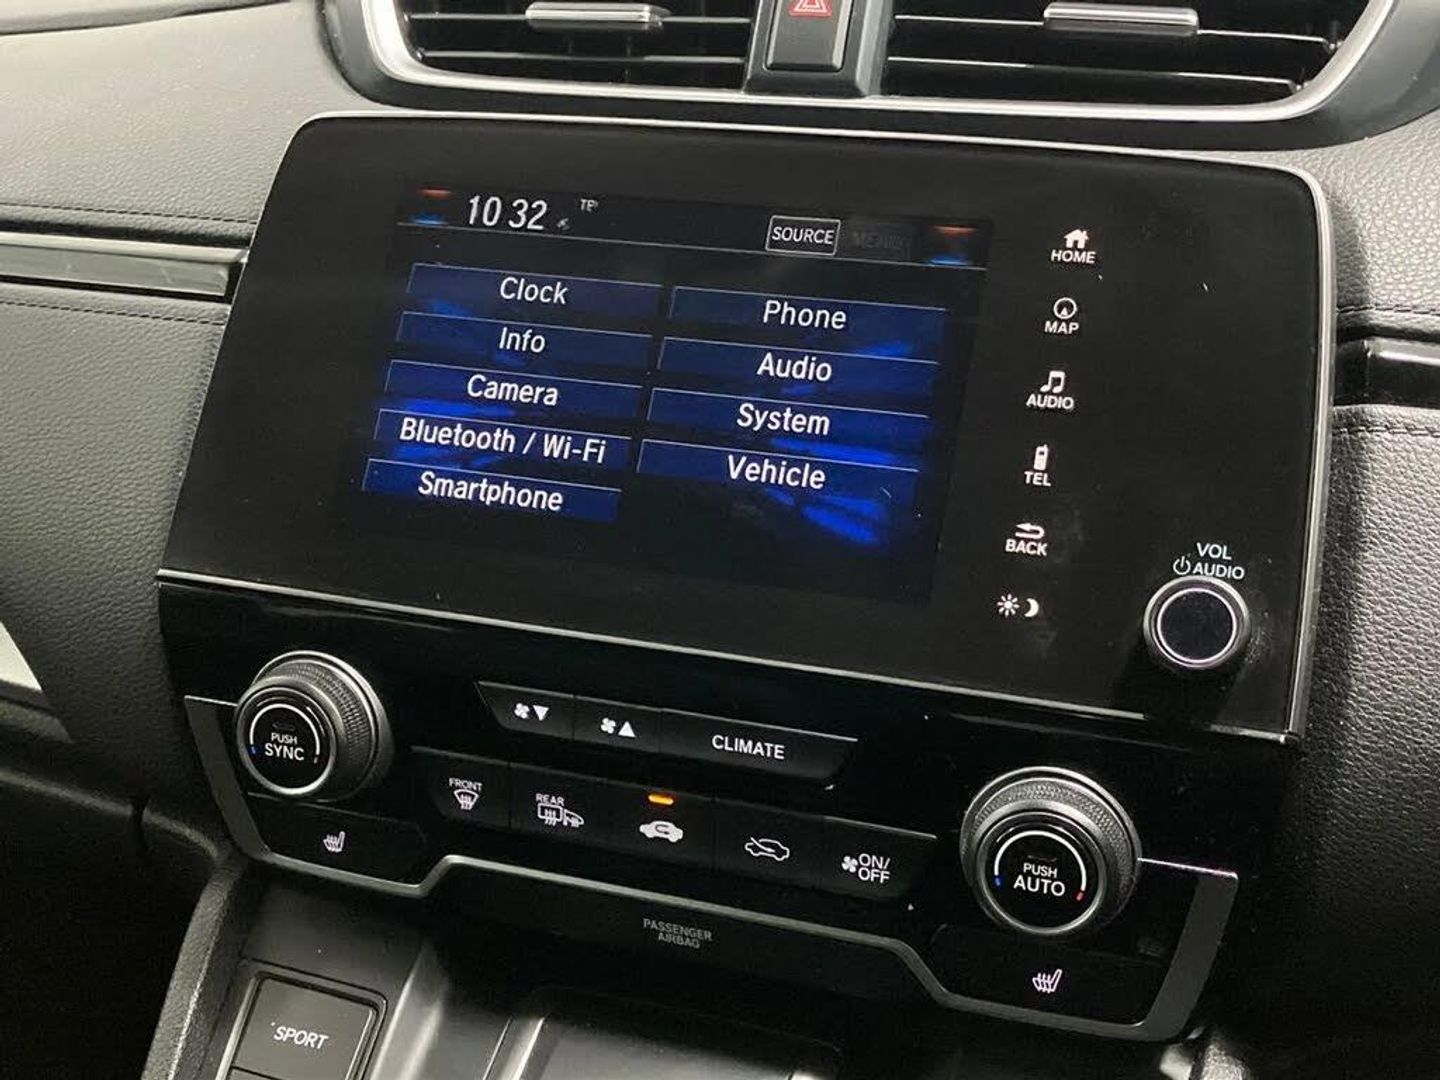 10 32
TP
SOURCE
MENU
HOME
MAP
AUDIO
TEL
BACK
Clock
Phone
Info
Audio
Camera
System
Bluetooth / Wi-Fi
Vehicle
Smartphone
VOL
AUDIO
PUSH
SYNC
CLIMATE
FRONT
REAR
ON/
OFF
PUSH
AUTO
PASSENGER
AIRBAG
SPORT